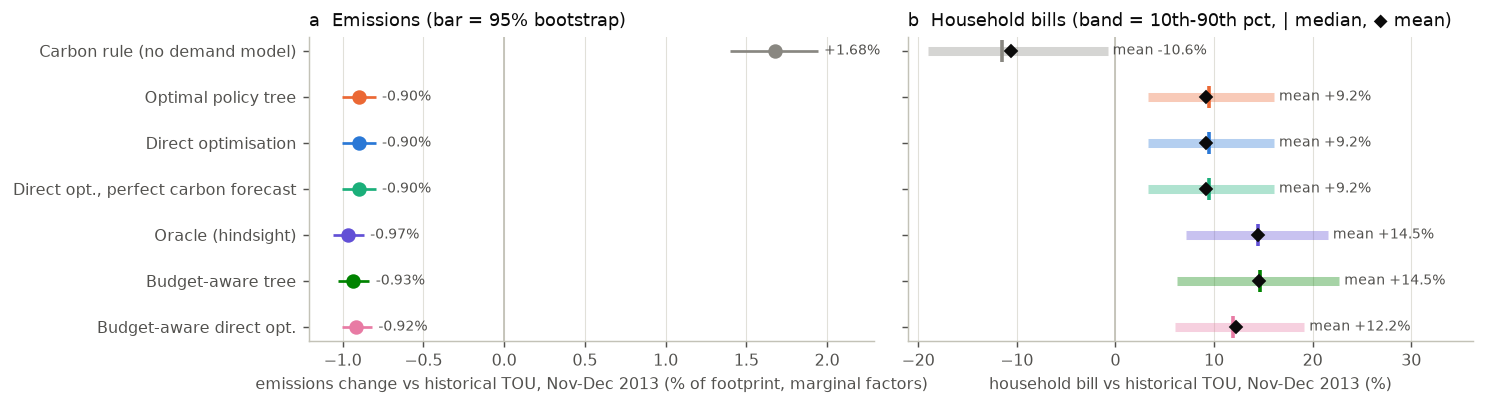 a  Emissions (bar = 95% bootstrap)
Carbon rule (no demand model)
+1.68%
Optimal policy tree
-0.90%
Direct optimisation
-0.90%
Direct opt., perfect carbon forecast
-0.90%
Oracle (hindsight)
-0.97%
Budget-aware tree
-0.93%
Budget-aware direct opt.
-0.92%
−1.0 −0.5 0.0 0.5 1.0 1.5 2.0
emissions change vs historical TOU, Nov-Dec 2013 (% of footprint, marginal factors)
b  Household bills (band = 10th-90th pct, | median, ◆ mean)
mean -10.6%
mean +9.2%
mean +9.2%
mean +9.2%
mean +14.5%
mean +14.5%
mean +12.2%
−20 −10 0 10 20 30
household bill vs historical TOU, Nov-Dec 2013 (%)